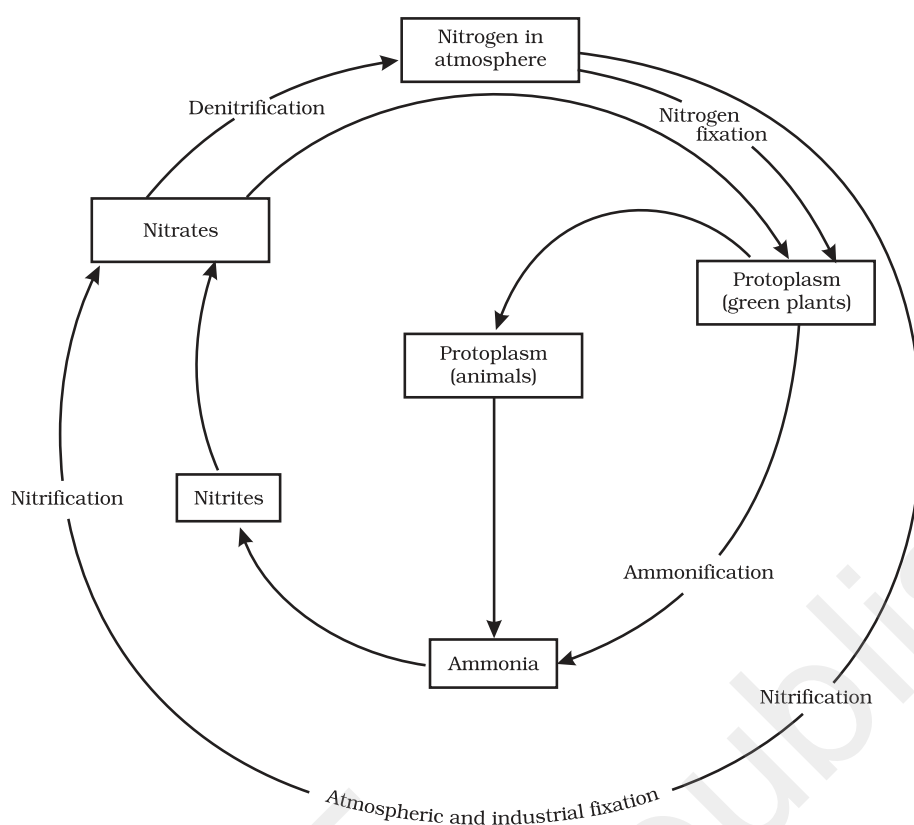 Nitrogen in
atmosphere
Denitrification
Nitrogen
fixation
Nitrates
Protoplasm
(green plants)
Protoplasm
(animals)
Nitrification
Nitrites
Ammonification
Ammonia
Nitrification
Atmospheric and industrial fixation